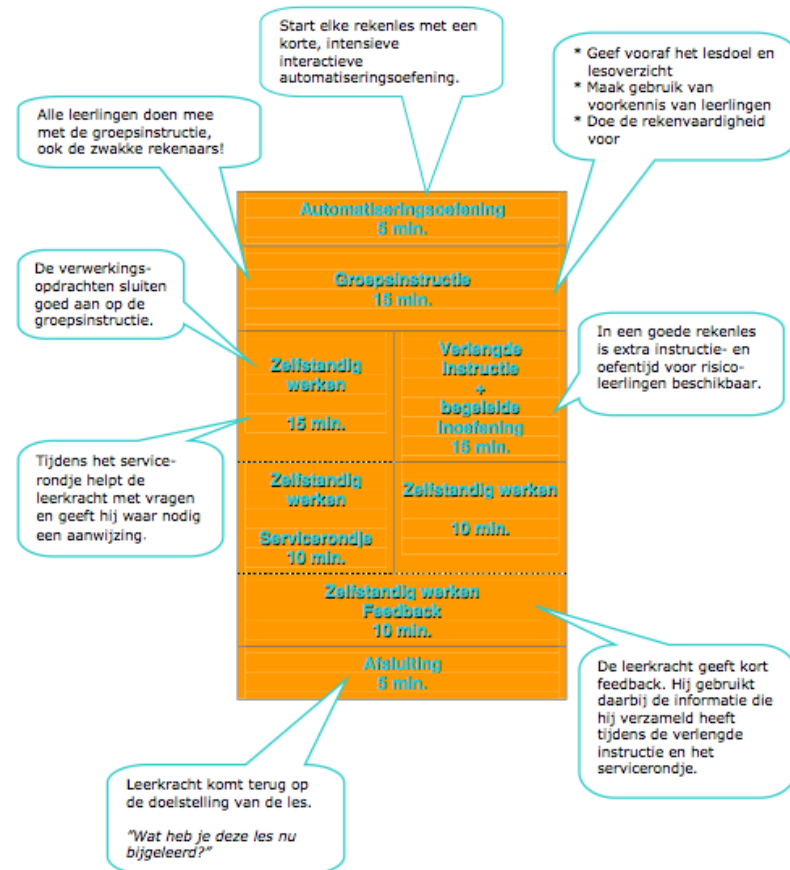 Start elke rekenles met een
korte, intensieve
interactieve
automatiseringsoefening.
* Geef vooraf het lesdoel en
lesoverzicht
* Maak gebruik van
voorkennis van leerlingen
* Doe de rekenvaardigheid
voor
Alle leerlingen doen mee
met de groepsinstructie,
ook de zwakke rekenaars!
Automatiseringsoefening
5 min.
Groepsinstructie
15 min.
De verwerkings-
opdrachten sluiten
goed aan op de
groepsinstructie.
Zelfstandig
werken
15 min.
Verlengde
instructie
+
begeleide
inoefening
15 min.
In een goede rekenles
is extra instructie- en
oefentijd voor risico-
leerlingen beschikbaar.
Tijdens het service-
rondje helpt de
leerkracht met vragen
en geeft hij waar nodig
een aanwijzing.
Zelfstandig
werken
Servicerondje
10 min.
Zelfstandig werken
10 min.
Zelfstandig werken
Feedback
10 min.
Afsluiting
5 min.
De leerkracht geeft kort
feedback. Hij gebruikt
daarbij de informatie die
hij verzameld heeft
tijdens de verlengde
instructie en het
servicerondje.
Leerkracht komt terug op
de doelstelling van de les.
"Wat heb je deze les nu
bijgeleerd?"